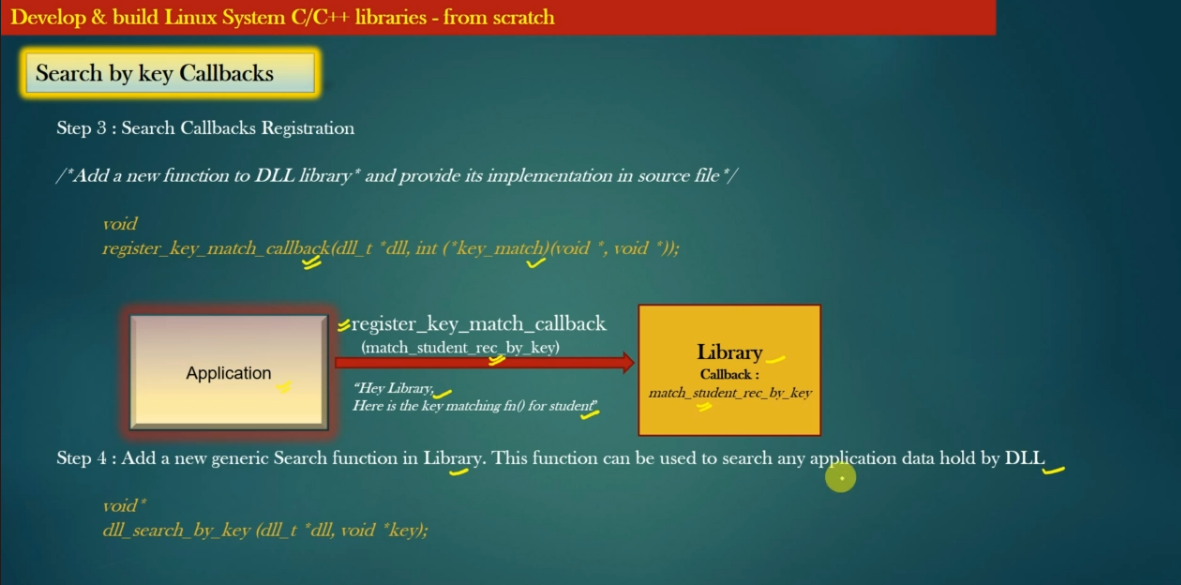 Develop & build Linux System C/C++ libraries - from scratch
Search by key Callbacks
Step 3 : Search Callbacks Registration
/*Add a new function to DLL library* and provide its implementation in source file*/
void
register_key_match_callback(dll_t *dll, int (*key_match)(void *, void *));
register_key_match_callback
(match_student_rec_by_key)
Application
"Hey Library,
Here is the key matching fn() for student"
Library
Callback :
match_student_rec_by_key
Step 4 : Add a new generic Search function in Library. This function can be used to search any application data hold by DLL
void*
dll_search_by_key (dll_t *dll, void *key);